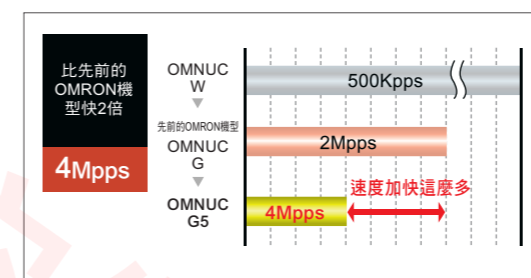 比先前的
OMRON機
型快2倍
4Mpps
OMNUC
W
500Kpps
先前的OMRON機型
OMNUC
G
2Mpps
OMNUC
G5
4Mpps
速度加快這麼多